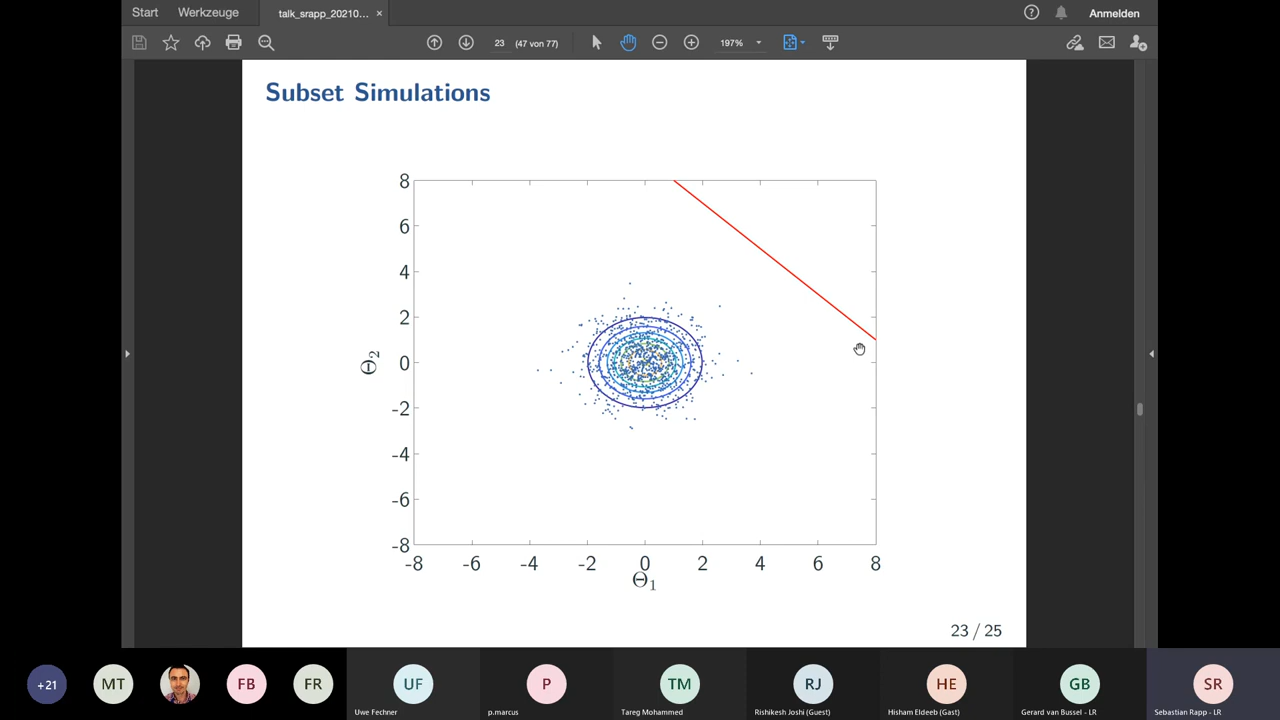 Start Werkzeuge talk_srapp_20210... × Anmelden
23 (47 von 77) 197%
Subset Simulations
8
6
4
2
0
-2
-4
-6
-8
Θ2
-8 -6 -4 -2 0 2 4 6 8
Θ1
23 / 25
+21 MT FB FR UF P TM RJ HE GB SR
Uwe Fechner p.marcus Tareg Mohammed Rishikesh Joshi (Guest) Hisham Eldeeb (Gast) Gerard van Bussel - LR Sebastian Rapp - LR